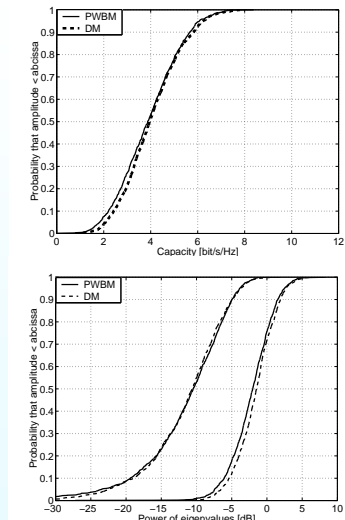 PWBM
DM
1
0.9
0.8
0.7
0.6
0.5
0.4
0.3
0.2
0.1
0
Probability that amplitude < abcissa
0 2 4 6 8 10 12
Capacity [bit/s/Hz]
PWBM
DM
1
0.9
0.8
0.7
0.6
0.5
0.4
0.3
0.2
0.1
0
Probability that amplitude < abcissa
−30 −25 −20 −15 −10 −5 0 5 10
Power of eigenvalues [dB]